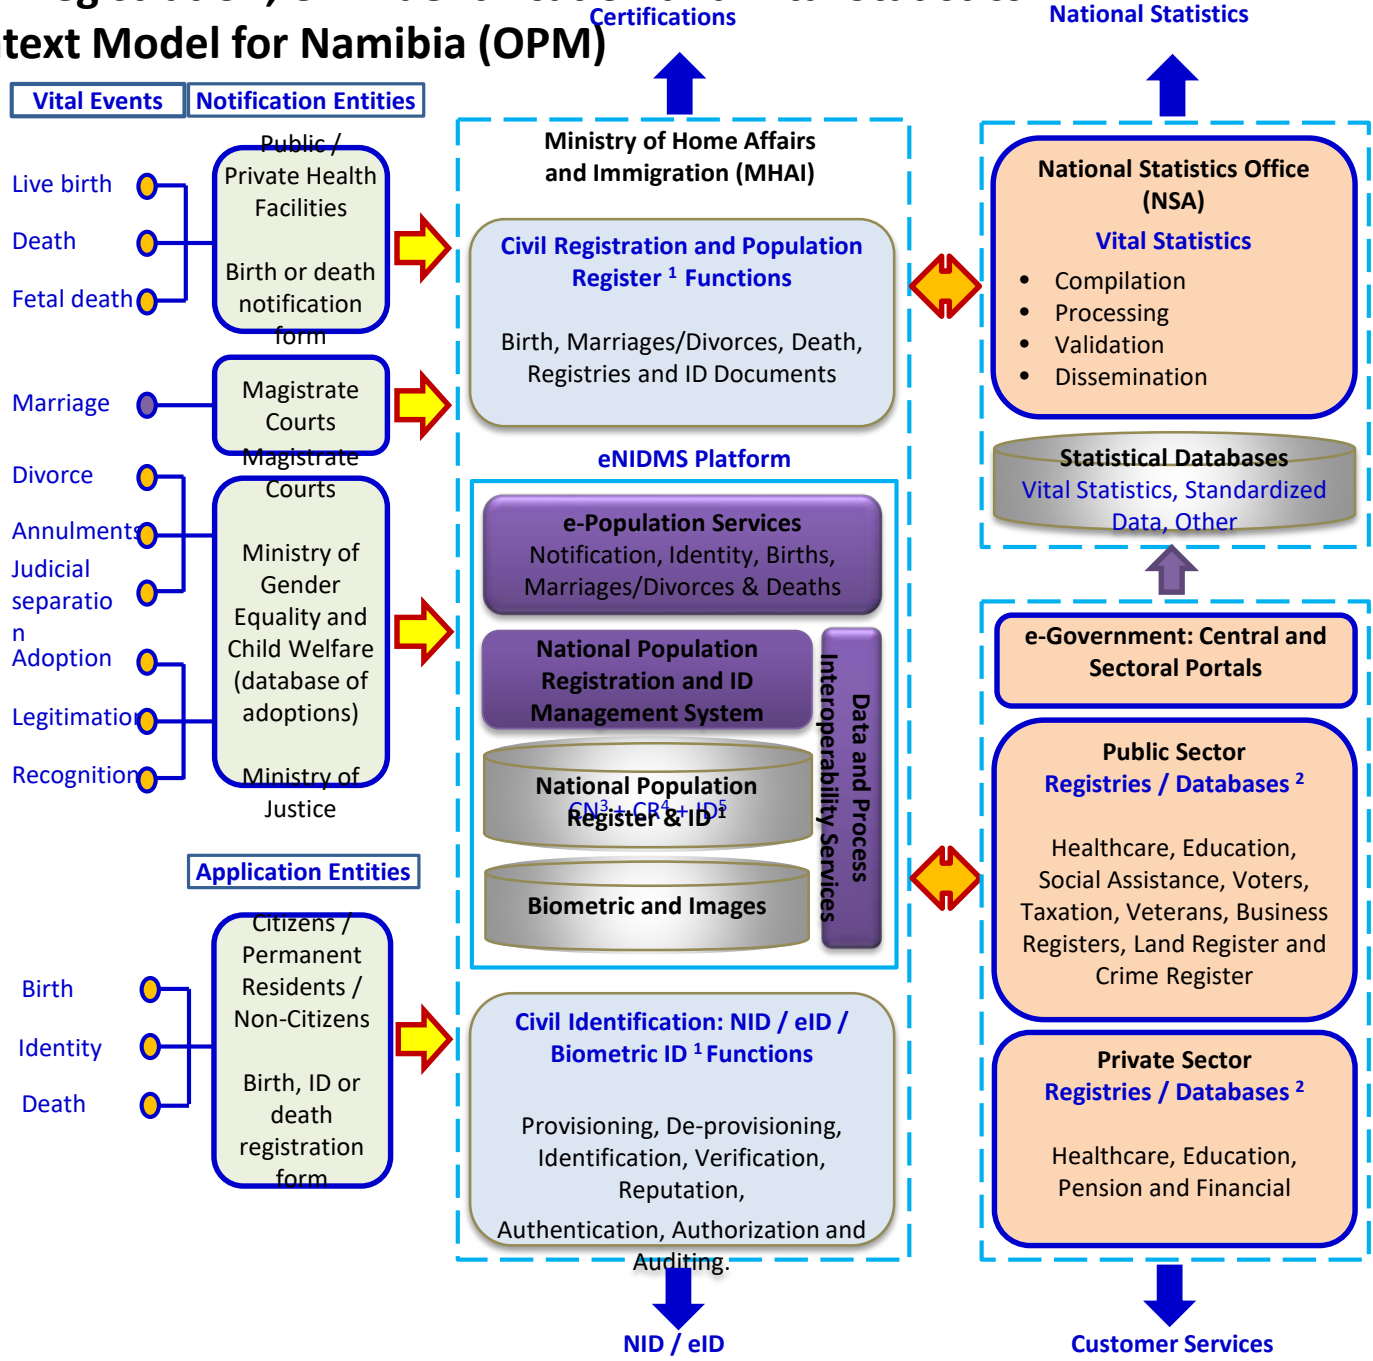 Certifications
National Statistics
text Model for Namibia (OPM)
Vital Events
Notification Entities
Live birth
Death
Fetal death
Public /
Private Health
Facilities
Birth or death
notification
form
Marriage
Magistrate
Courts
Divorce
Annulments
Judicial
separatio
n
Adoption
Legitimation
Recognition
Magistrate
Courts
Ministry of
Gender
Equality and
Child Welfare
(database of
adoptions)
Ministry of
Justice
Application Entities
Birth
Identity
Death
Citizens /
Permanent
Residents /
Non-Citizens
Birth, ID or
death
registration
form
Ministry of Home Affairs
and Immigration (MHAI)
Civil Registration and Population
Register 1 Functions
Birth, Marriages/Divorces, Death,
Registries and ID Documents
eNIDMS Platform
e-Population Services
Notification, Identity, Births,
Marriages/Divorces & Deaths
National Population
Registration and ID
Management System
Data and Process
Interoperability Services
National Population
Register & ID 1
CN3 + CR4 + ID5
Biometric and Images
Civil Identification: NID / eID /
Biometric ID 1 Functions
Provisioning, De-provisioning,
Identification, Verification,
Reputation,
Authentication, Authorization and
Auditing.
NID / eID
National Statistics Office
(NSA)
Vital Statistics
• Compilation
• Processing
• Validation
• Dissemination
Statistical Databases
Vital Statistics, Standardized
Data, Other
e-Government: Central and
Sectoral Portals
Public Sector
Registries / Databases 2
Healthcare, Education,
Social Assistance, Voters,
Taxation, Veterans, Business
Registers, Land Register and
Crime Register
Private Sector
Registries / Databases 2
Healthcare, Education,
Pension and Financial
Customer Services